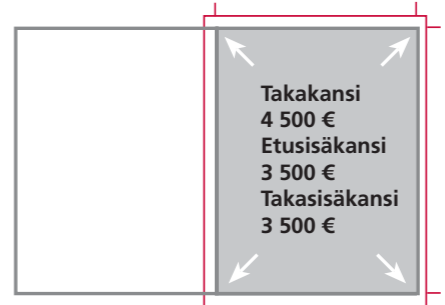 Takakansi
4 500 €
Etusisäkansi
3 500 €
Takasisäkansi
3 500 €